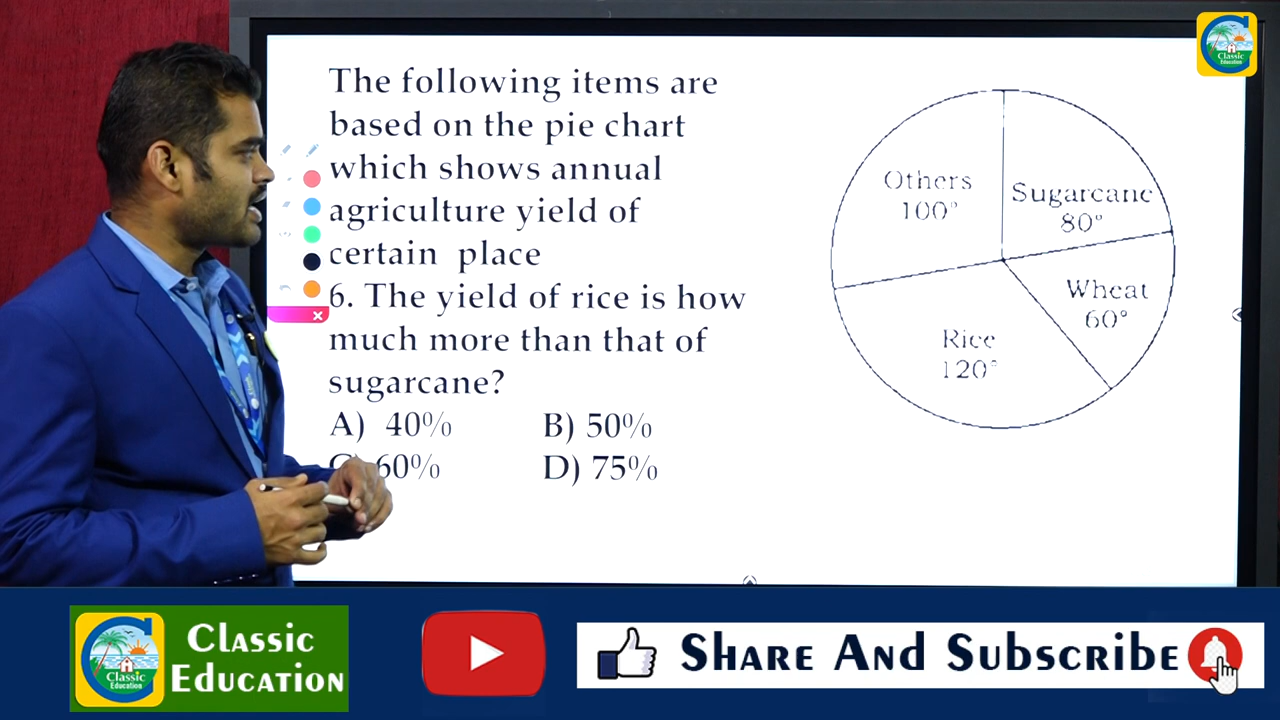 The following items are
based on the pie chart
which shows annual
agriculture yield of
certain place
6. The yield of rice is how
much more than that of
sugarcane?
A) 40% B) 50%
C) 60% D) 75%
Others
100°
Sugarcane
80°
Wheat
60°
Rice
120°
Classic
Education
Classic
Education
Classic
Education
Share And Subscribe